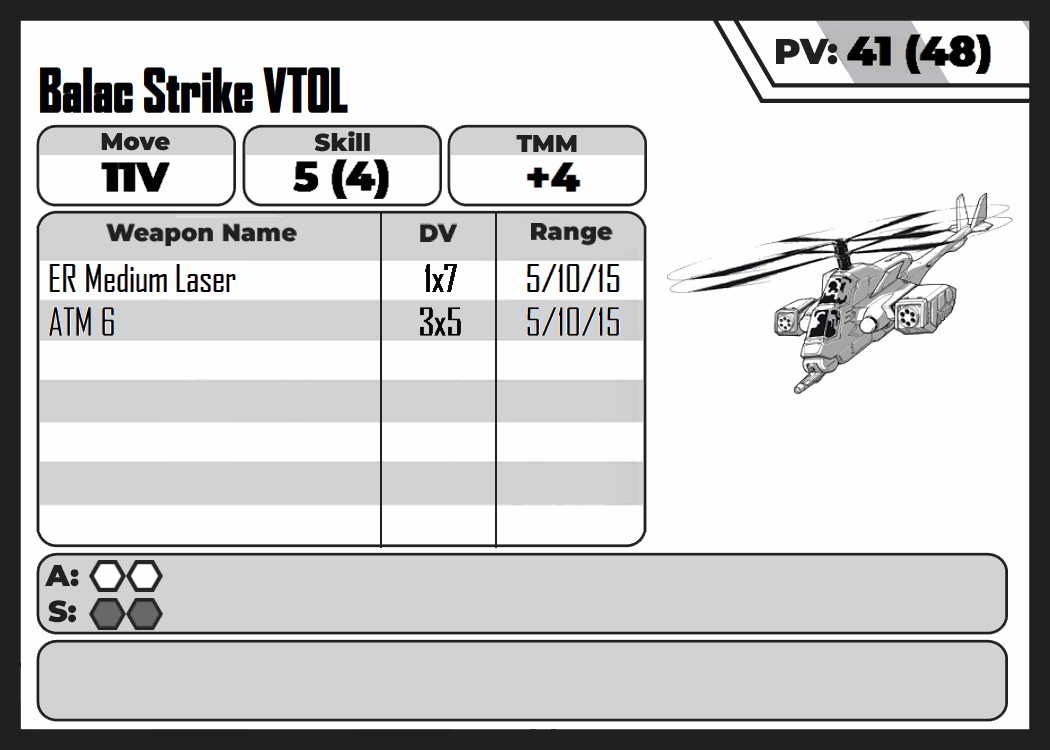 PV: 41 (48)
Balac Strike VTOL
Move Skill TMM
11V 5 (4) +4
Weapon Name DV Range
ER Medium Laser 1x7 5/10/15
ATM 6 3x5 5/10/15
A:
S: